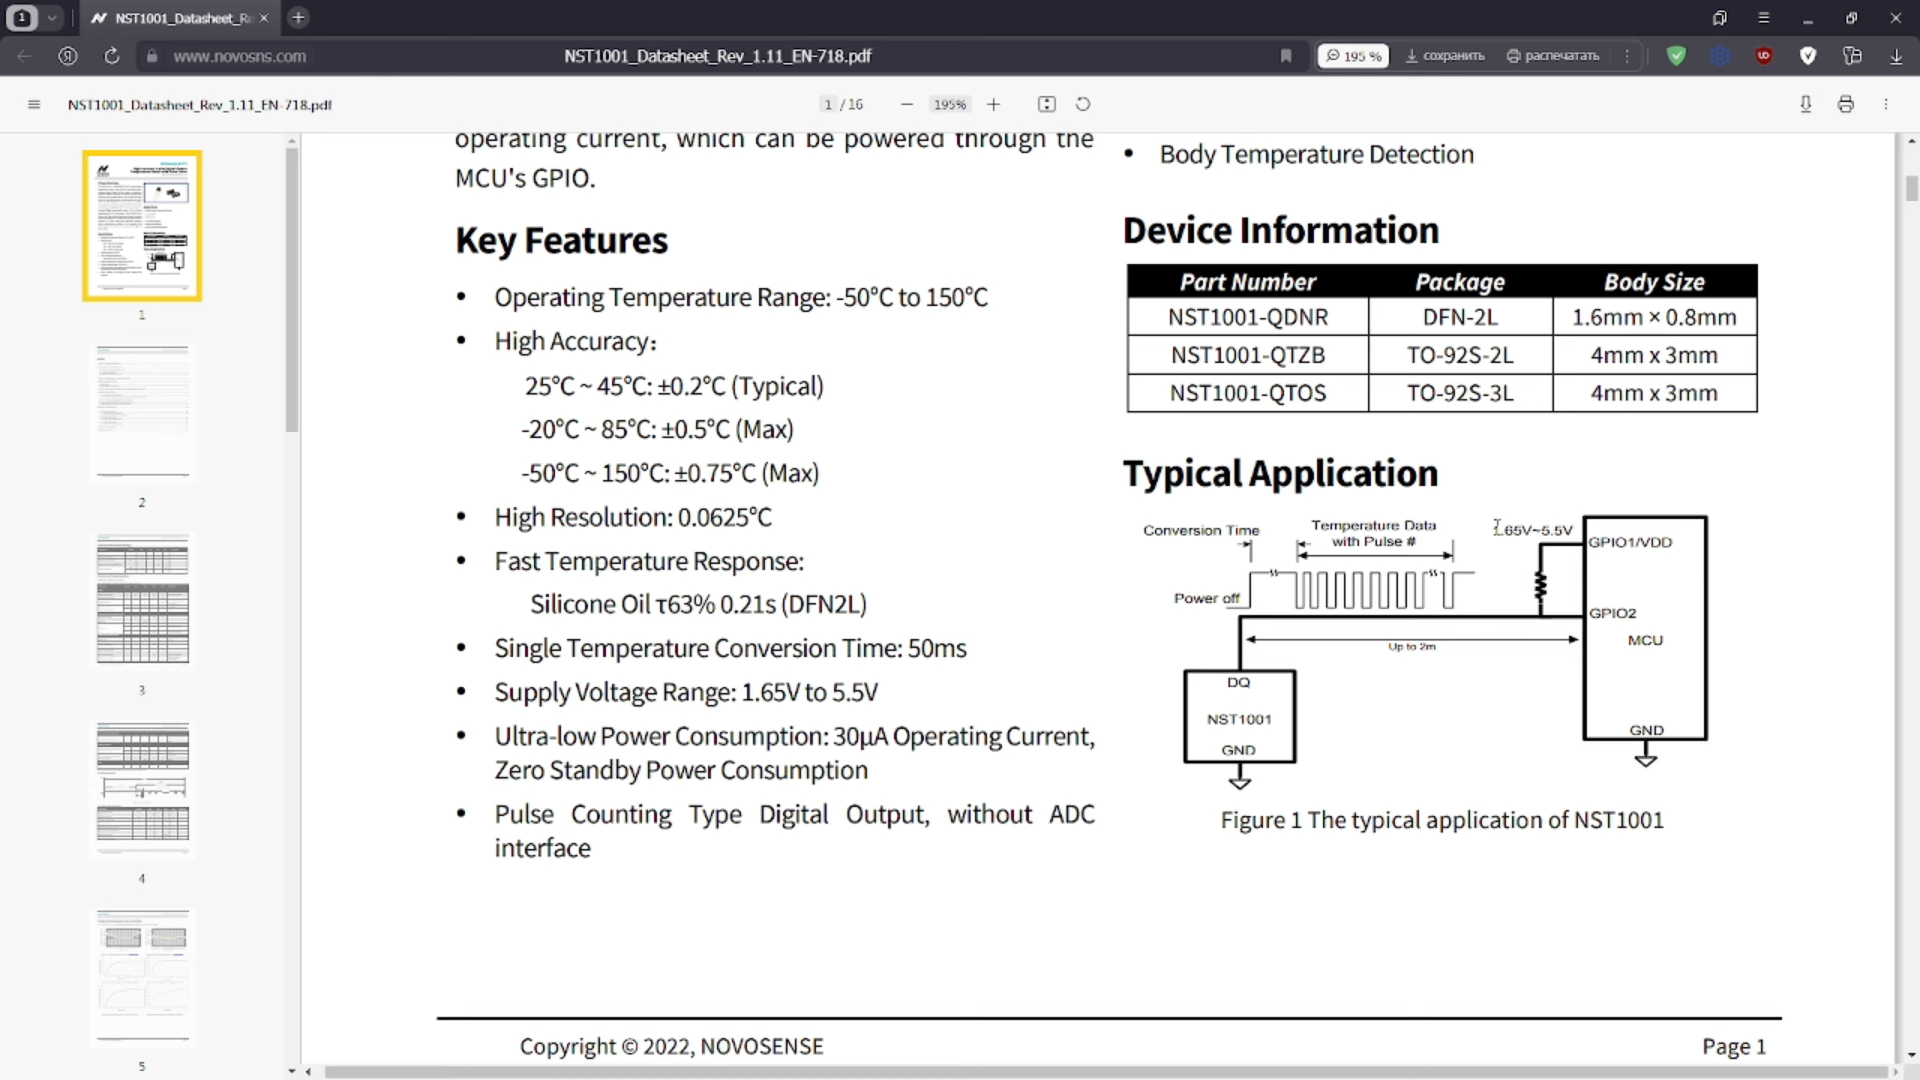 1
NST1001_Datasheet_R
www.novosns.com
NST1001_Datasheet_Rev_1.11_EN-718.pdf
195 %
сохранить
распечатать
NST1001_Datasheet_Rev_1.11_EN-718.pdf
1 / 16
195%
1
2
3
4
5
operating current, which can be powered through the
MCU's GPIO.
Key Features
• Operating Temperature Range: -50°C to 150°C
• High Accuracy：
25°C ~ 45°C: ±0.2°C (Typical)
-20°C ~ 85°C: ±0.5°C (Max)
-50°C ~ 150°C: ±0.75°C (Max)
• High Resolution: 0.0625°C
• Fast Temperature Response:
Silicone Oil τ63% 0.21s (DFN2L)
• Single Temperature Conversion Time: 50ms
• Supply Voltage Range: 1.65V to 5.5V
• Ultra-low Power Consumption: 30μA Operating Current,
Zero Standby Power Consumption
• Pulse Counting Type Digital Output, without ADC
interface
• Body Temperature Detection
Device Information
Part Number Package Body Size
NST1001-QDNR DFN-2L 1.6mm × 0.8mm
NST1001-QTZB TO-92S-2L 4mm x 3mm
NST1001-QTOS TO-92S-3L 4mm x 3mm
Typical Application
Conversion Time
Temperature Data
with Pulse #
1.65V~5.5V
GPIO1/VDD
Power off
GPIO2
MCU
Up to 2m
DQ
NST1001
GND
GND
Figure 1 The typical application of NST1001
Copyright © 2022, NOVOSENSE
Page 1